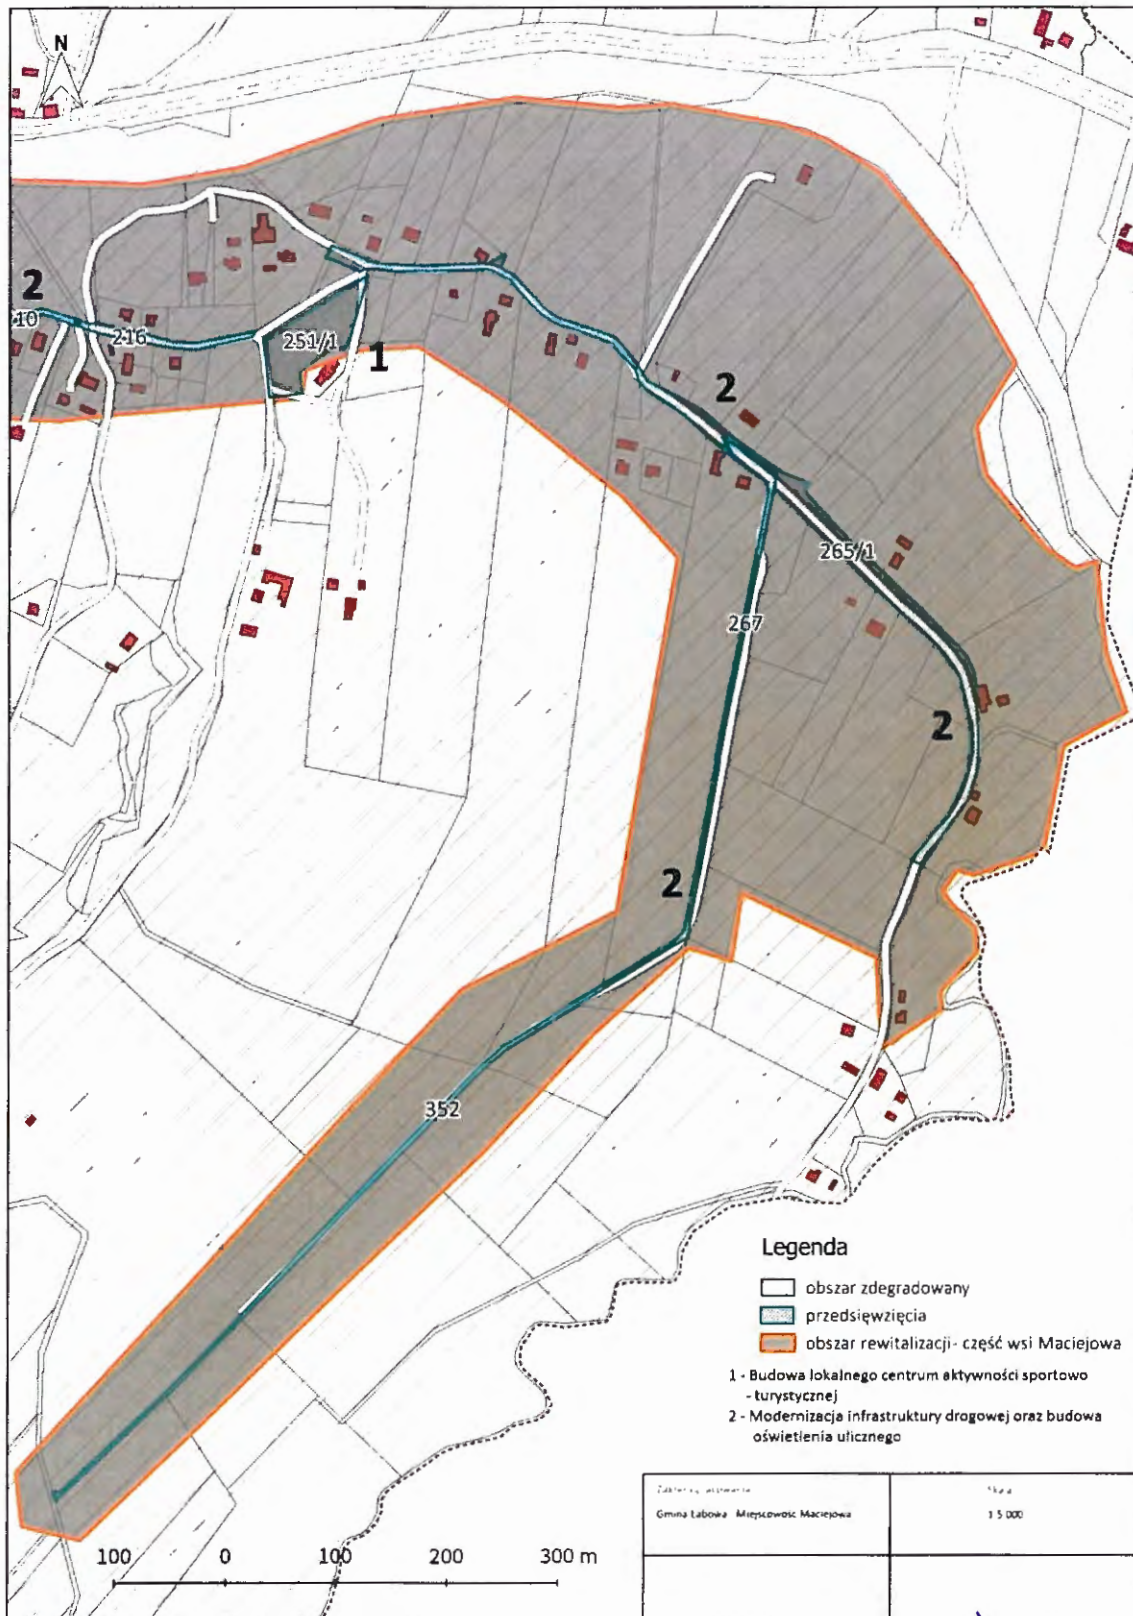 N
2
10
216
251/1
1
2
265/1
267
2
2
352
Legenda
obszar zdegradowany
przedsięwzięcia
obszar rewitalizacji- część wsi Maciejowa
1 - Budowa lokalnego centrum aktywności sportowo
- turystycznej
2 - Modernizacja infrastruktury drogowej oraz budowa
oświetlenia ulicznego
Skala
Gmina Łabowa Miejscowość Maciejowa
1 5 000
100 0 100 200 300 m